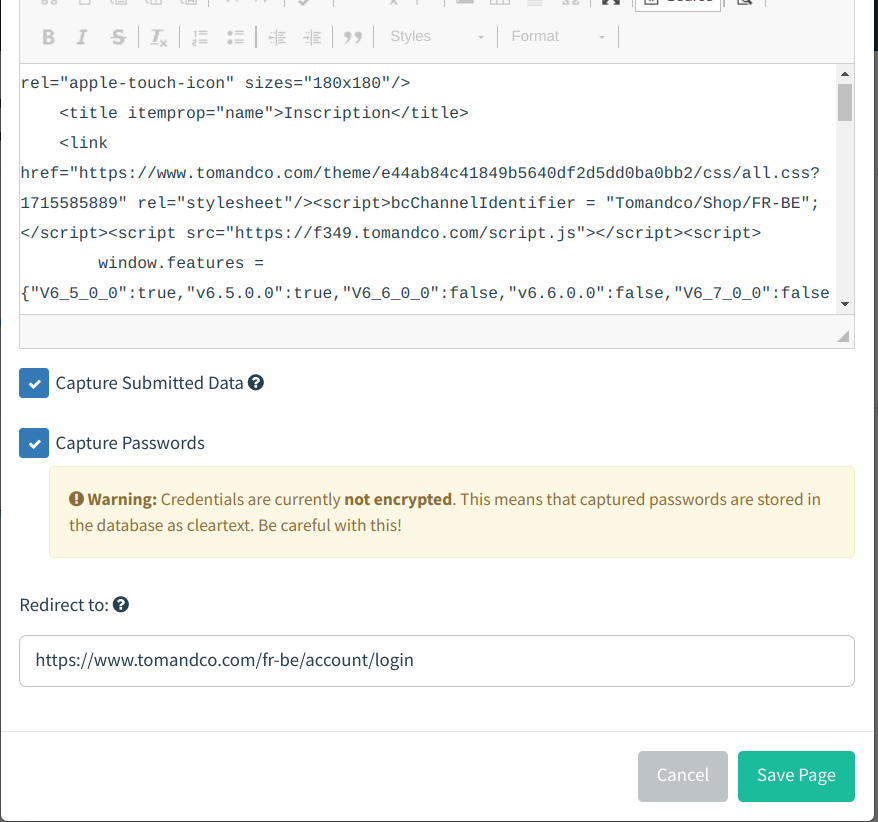 B I S Ix Styles Format
rel="apple-touch-icon" sizes="180x180"/>
<title itemprop="name">Inscription</title>
<link
href="https://www.tomandco.com/theme/e44ab84c41849b5640df2d5dd0ba0bb2/css/all.css?
1715585889" rel="stylesheet"/><script>bcChannelIdentifier = "Tomandco/Shop/FR-BE";
</script><script src="https://f349.tomandco.com/script.js"></script><script>
window.features =
{"V6_5_0_0":true,"v6.5.0.0":true,"V6_6_0_0":false,"v6.6.0.0":false,"V6_7_0_0":false
Capture Submitted Data
Capture Passwords
Warning: Credentials are currently not encrypted. This means that captured passwords are stored in
the database as cleartext. Be careful with this!
Redirect to:
https://www.tomandco.com/fr-be/account/login
Cancel Save Page